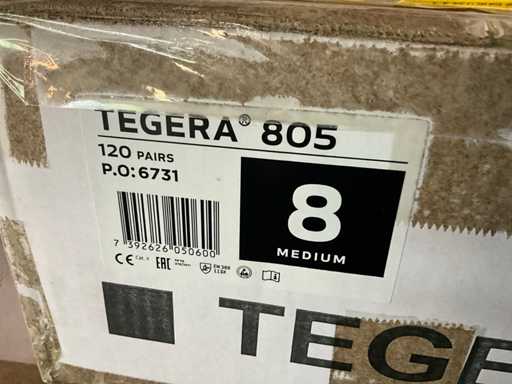 TEGERA® 805
120 PAIRS
P.O:6731
8
MEDIUM
7 392626 050600
CE EAC EN 388
TEGE